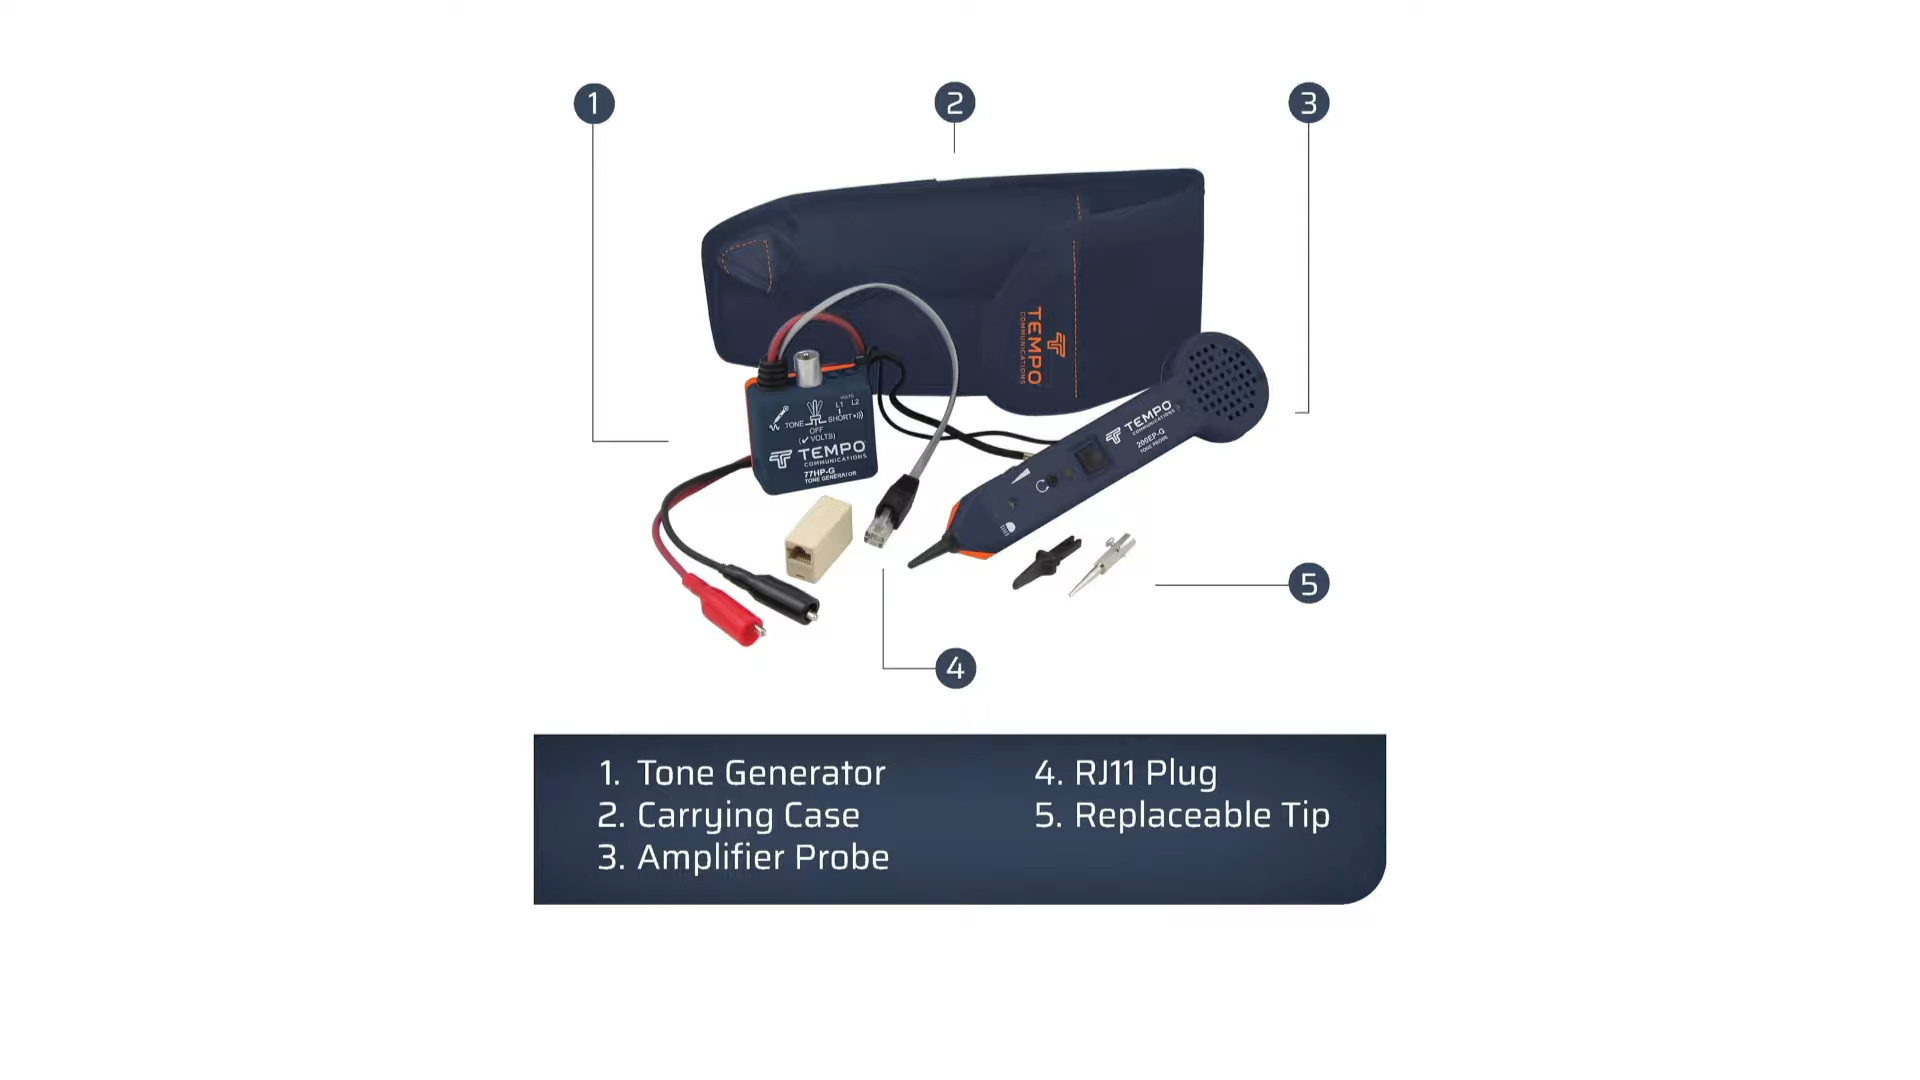 1
2
3
TEMPO
COMMUNICATIONS
VOLTS
L1 L2
TONE
SHORT
OFF
(✓VOLTS)
TEMPO
COMMUNICATIONS
77HP-G
TONE GENERATOR
TEMPO
COMMUNICATIONS
200EP-G
TONE PROBE
5
4
1. Tone Generator
2. Carrying Case
3. Amplifier Probe
4. RJ11 Plug
5. Replaceable Tip